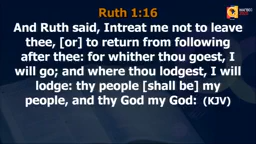 Ruth 1:16
And Ruth said, Intreat me not to leave
thee, [or] to return from following
after thee: for whither thou goest, I
will go; and where thou lodgest, I will
lodge: thy people [shall be] my
people, and thy God my God: (KJV)